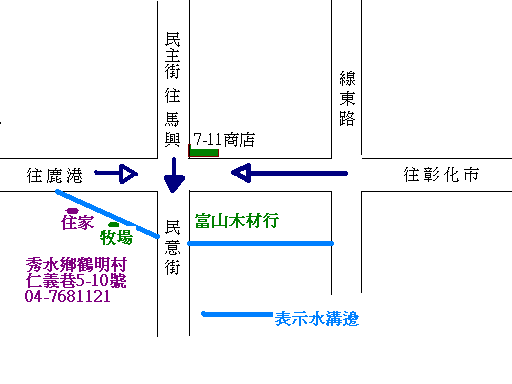 民主街 往 馬興
線東路
7-11商店
往鹿港
往彰化市
住家
牧場
富山木材行
民意街
秀水鄉鶴明村
仁義巷5-10號
04-7681121
表示水溝邊